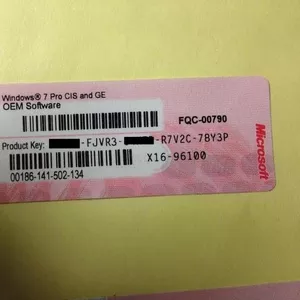 Windows® 7 Pro CIS and GE
OEM Software
FQC-00790
Product Key: -FJVR3- -R7V2C-78Y3P
X16-96100
00186-141-502-134
Microsoft